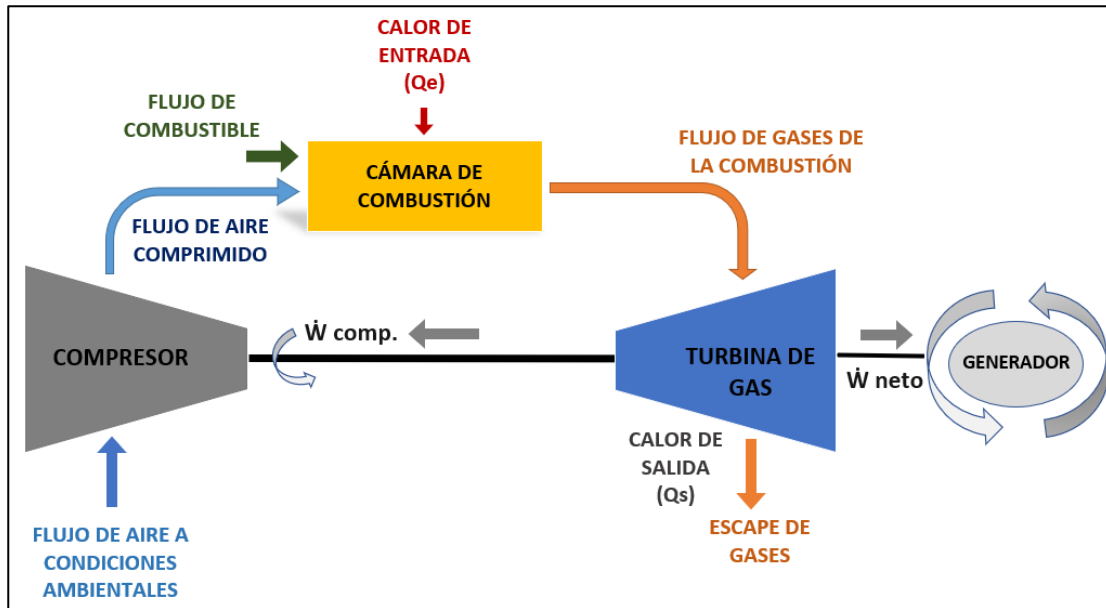 CALOR DE
ENTRADA
(Qe)
FLUJO DE
COMBUSTIBLE
CÁMARA DE
COMBUSTIÓN
FLUJO DE GASES DE
LA COMBUSTIÓN
FLUJO DE AIRE
COMPRIMIDO
COMPRESOR
Ẇ comp.
TURBINA DE
GAS
Ẇ neto
GENERADOR
CALOR DE
SALIDA
(Qs)
ESCAPE DE
GASES
FLUJO DE AIRE A
CONDICIONES
AMBIENTALES